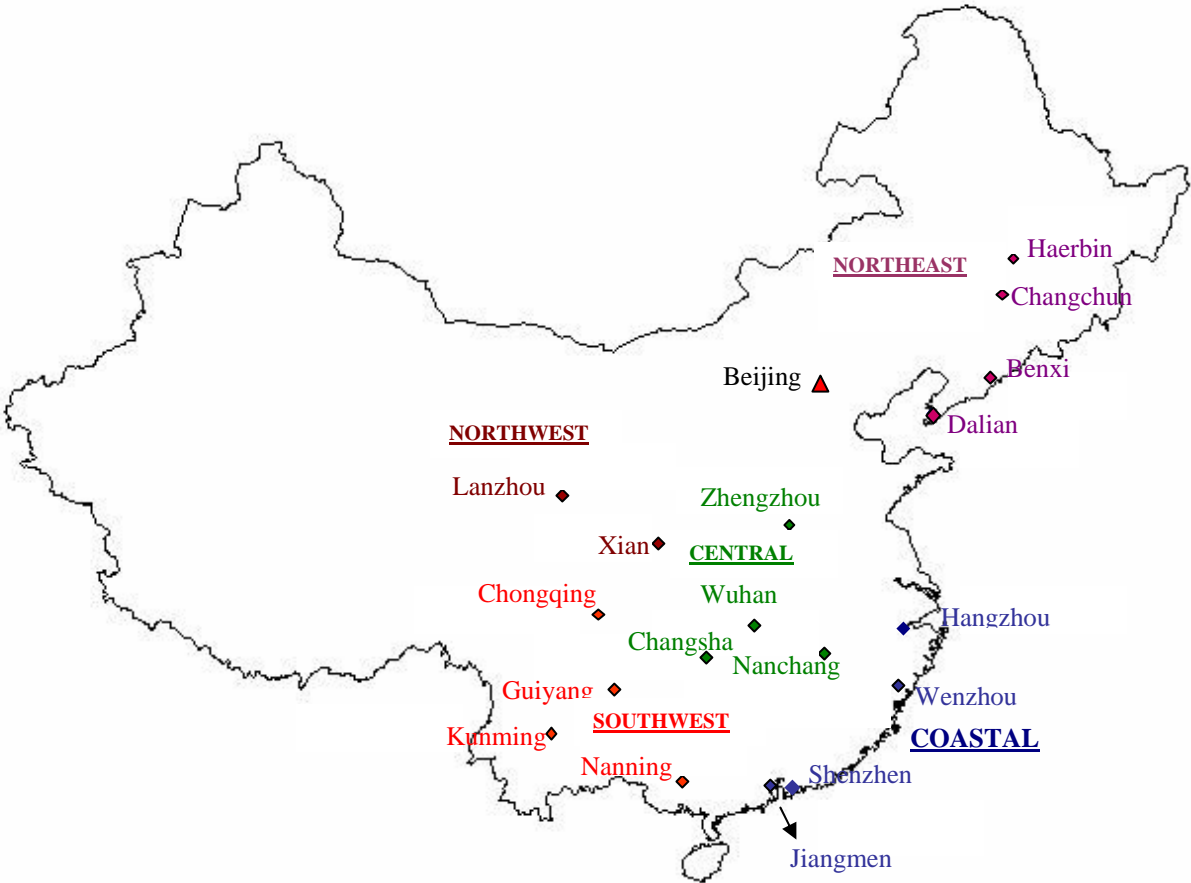 Haerbin
NORTHEAST
Changchun
Beijing
Benxi
Dalian
NORTHWEST
Lanzhou
Zhengzhou
Xian
CENTRAL
Chongqing
Wuhan
Hangzhou
Changsha
Nanchang
Guiyang
Wenzhou
SOUTHWEST
Kunming
COASTAL
Nanning
Shenzhen
Jiangmen